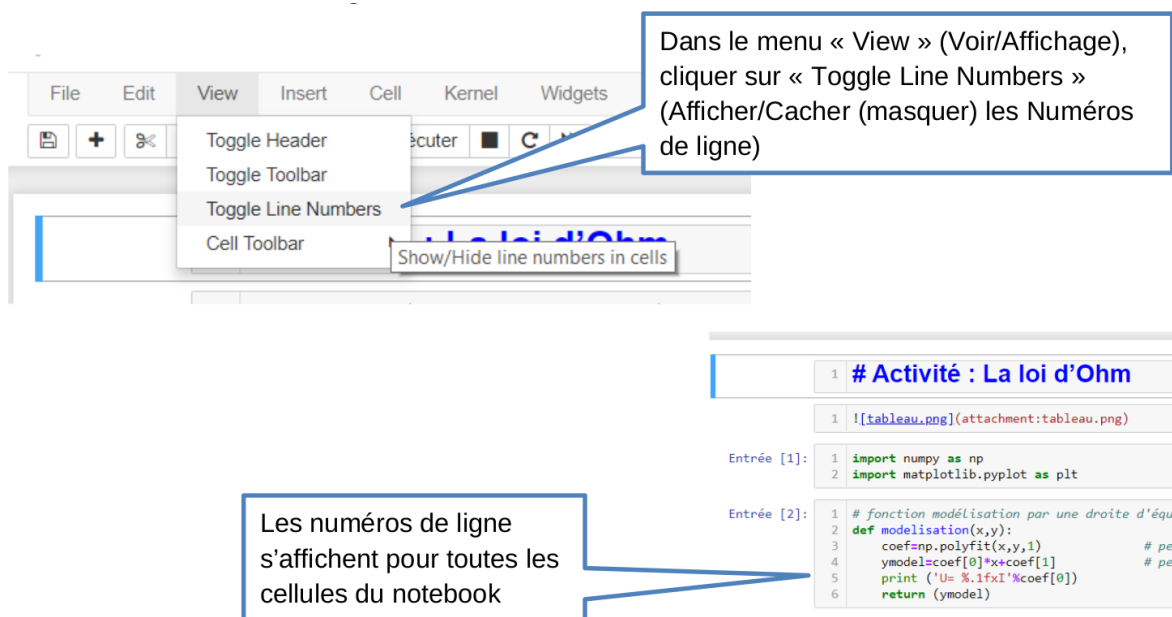 Dans le menu « View » (Voir/Affichage),
cliquer sur « Toggle Line Numbers »
(Afficher/Cacher (masquer) les Numéros
de ligne)
File Edit View Insert Cell Kernel Widgets
Toggle Header
Toggle Toolbar
Toggle Line Numbers
Cell Toolbar
Show/Hide line numbers in cells
: La loi d’Ohm
1 # Activité : La loi d’Ohm
1 ![tableau.png](attachment:tableau.png)
Entrée [1]: 1 import numpy as np
2 import matplotlib.pyplot as plt
Entrée [2]: 1 # fonction modélisation par une droite d'équ
2 def modelisation(x,y):
3 coef=np.polyfit(x,y,1) # pe
4 ymodel=coef[0]*x+coef[1] # pe
5 print ('U= %.1fxI'%coef[0])
6 return (ymodel)
Les numéros de ligne
s’affichent pour toutes les
cellules du notebook